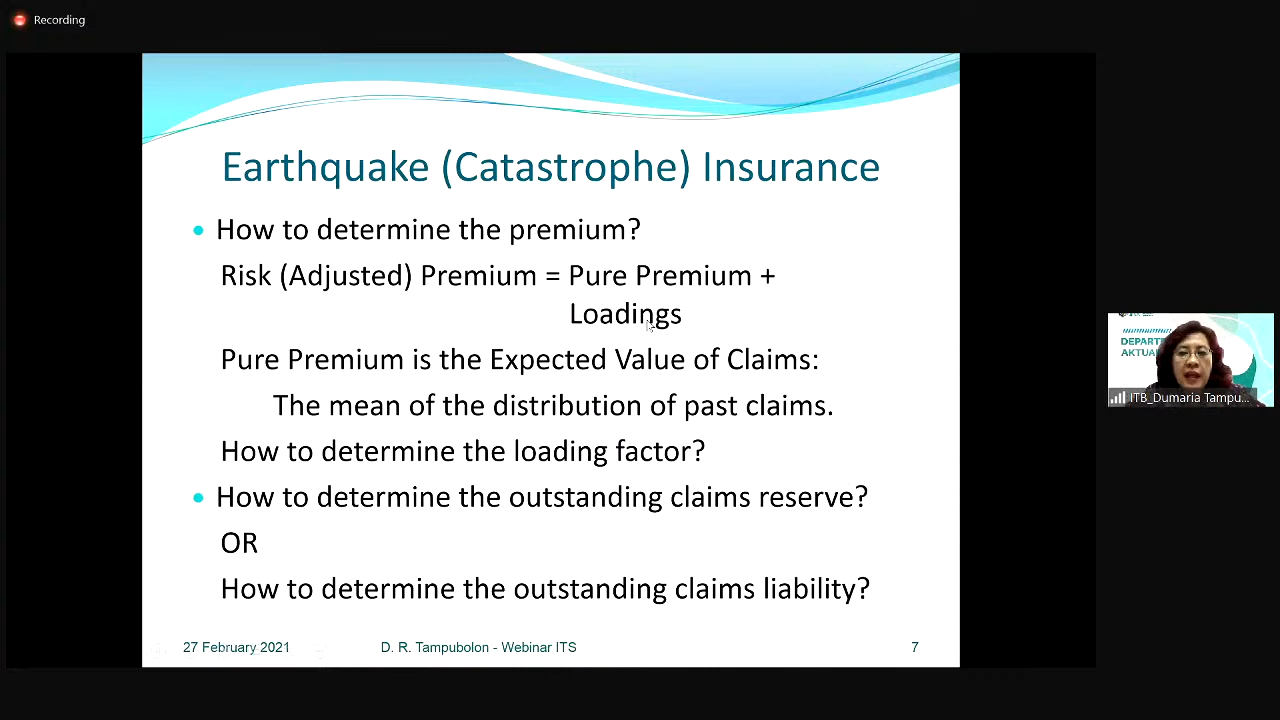 Recording
Earthquake (Catastrophe) Insurance
• How to determine the premium?
Risk (Adjusted) Premium = Pure Premium +
Loadings
Pure Premium is the Expected Value of Claims:
The mean of the distribution of past claims.
How to determine the loading factor?
• How to determine the outstanding claims reserve?
OR
How to determine the outstanding claims liability?
27 February 2021
D. R. Tampubolon - Webinar ITS
7
ITB_Dumaria Tampu...